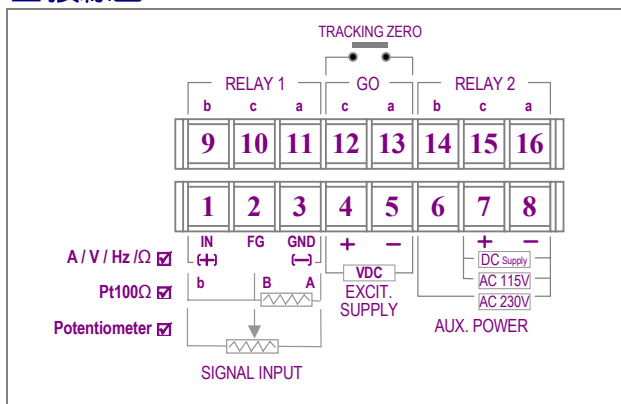 TRACKING ZERO
RELAY 1 GO RELAY 2
b c a c a b c a
9 10 11 12 13 14 15 16
1 2 3 4 5 6 7 8
IN FG GND + − + −
(+) (−)
A / V / Hz /Ω ☑
b B A
VDC
DC Supply
Pt100Ω ☑
EXCIT.
SUPPLY
AC 115V
AC 230V
Potentiometer ☑
AUX. POWER
SIGNAL INPUT